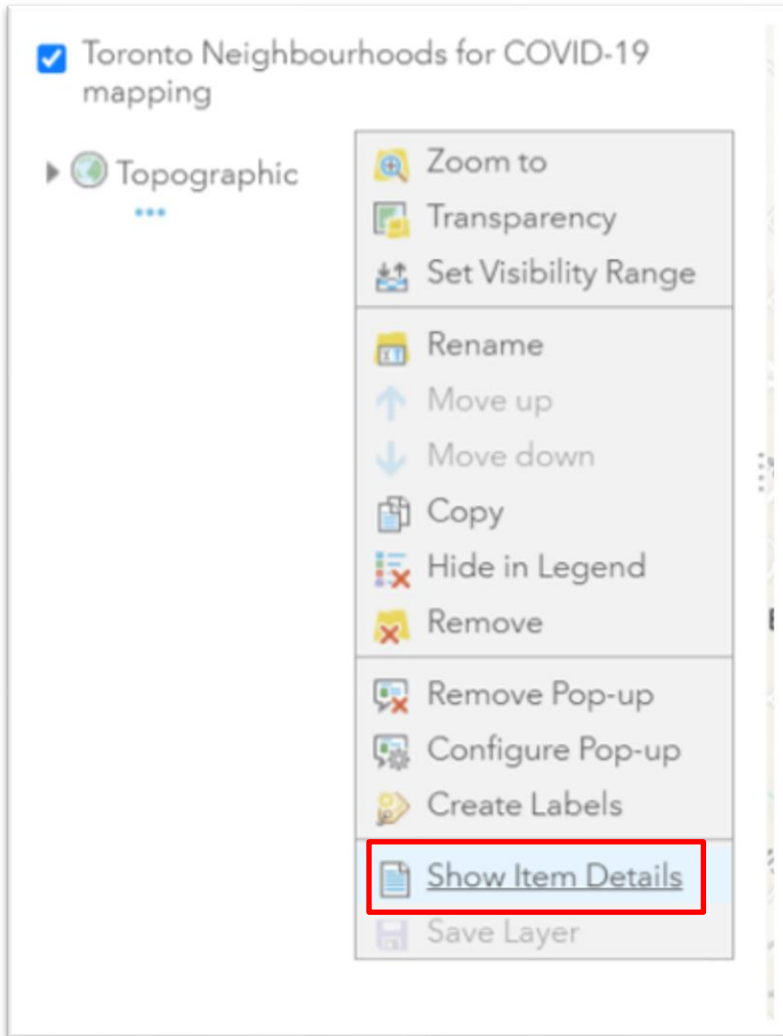 Toronto Neighbourhoods for COVID-19
mapping
Topographic
Zoom to
Transparency
Set Visibility Range
Rename
Move up
Move down
Copy
Hide in Legend
Remove
Remove Pop-up
Configure Pop-up
Create Labels
Show Item Details
Save Layer